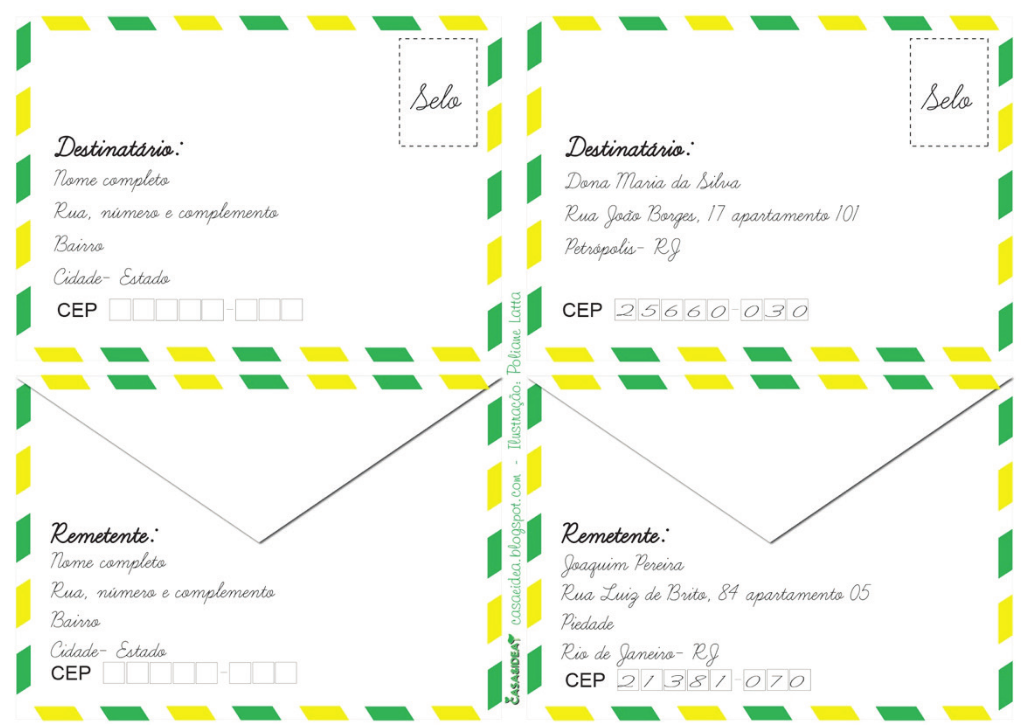 Selo
Destinatário:
Nome completo
Rua, número e complemento
Bairro
Cidade- Estado
CEP
Selo
Destinatário:
Dona Maria da Silva
Rua João Borges, 17 apartamento 101
Petrópolis- RJ
CEP 25660-030
Remetente:
Nome completo
Rua, número e complemento
Bairro
Cidade- Estado
CEP
CASAEIDEA casaeidea.blogspot.com - Ilustração: Poliane Latta
Remetente:
Joaquim Pereira
Rua Luiz de Brito, 84 apartamento 05
Piedade
Rio de Janeiro- RJ
CEP 21381-070